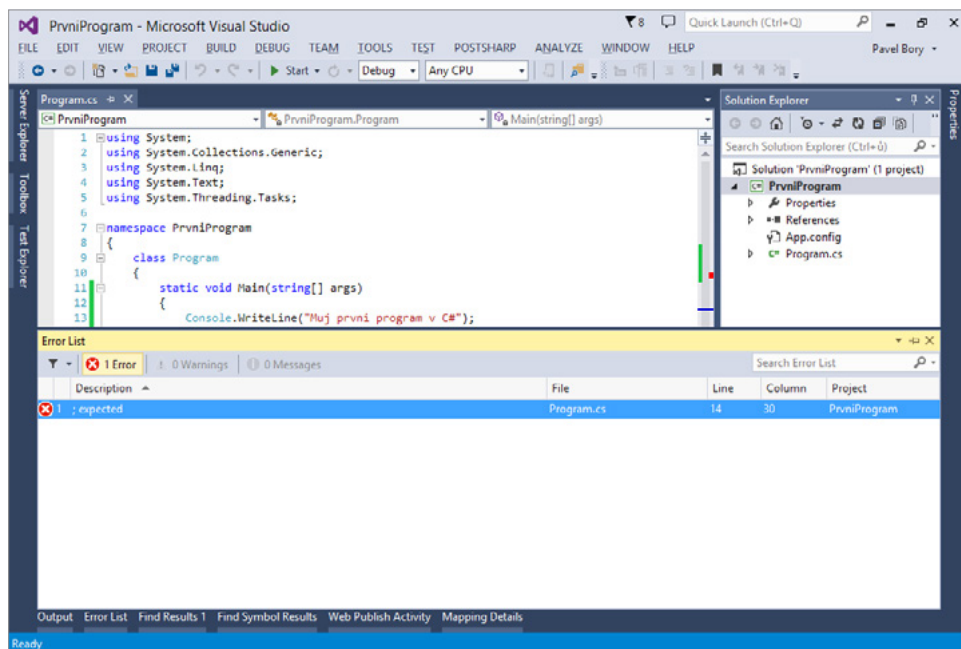 PrvniProgram - Microsoft Visual Studio
8
Quick Launch (Ctrl+Q)
FILE EDIT VIEW PROJECT BUILD DEBUG TEAM TOOLS TEST POSTSHARP ANALYZE WINDOW HELP
Pavel Bory
Start Debug Any CPU
Server Explorer
Toolbox
Test Explorer
Program.cs
PrvniProgram PrvniProgram.Program Main(string[] args)
1 using System;
2 using System.Collections.Generic;
3 using System.Linq;
4 using System.Text;
5 using System.Threading.Tasks;
6
7 namespace PrvniProgram
8 {
9 class Program
10 {
11 static void Main(string[] args)
12 {
13 Console.WriteLine("Muj prvni program v C#");
Solution Explorer
Search Solution Explorer (Ctrl+ů)
Solution 'PrvniProgram' (1 project)
PrvniProgram
Properties
References
App.config
Program.cs
Properties
Error List
1 Error 0 Warnings 0 Messages
Search Error List
Description File Line Column Project
1 ; expected Program.cs 14 30 PrvniProgram
Output Error List Find Results 1 Find Symbol Results Web Publish Activity Mapping Details
Ready